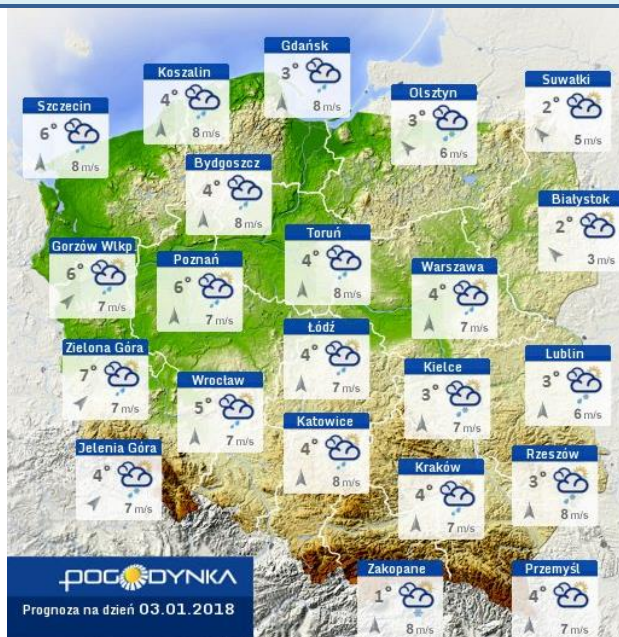 Gdańsk
3°
8 m/s
Koszalin
4°
8 m/s
Suwałki
2°
5 m/s
Olsztyn
3°
6 m/s
Szczecin
6°
8 m/s
Bydgoszcz
4°
8 m/s
Białystok
2°
3 m/s
Toruń
4°
8 m/s
Gorzów Wlkp.
6°
7 m/s
Poznań
6°
7 m/s
Warszawa
4°
7 m/s
Łódź
4°
7 m/s
Zielona Góra
7°
7 m/s
Lublin
3°
6 m/s
Kielce
3°
7 m/s
Wrocław
5°
7 m/s
Katowice
4°
8 m/s
Jelenia Góra
4°
7 m/s
Rzeszów
3°
8 m/s
Kraków
4°
7 m/s
Zakopane
1°
8 m/s
Przemyśl
4°
7 m/s
POGODYNKA
Prognoza na dzień 03.01.2018